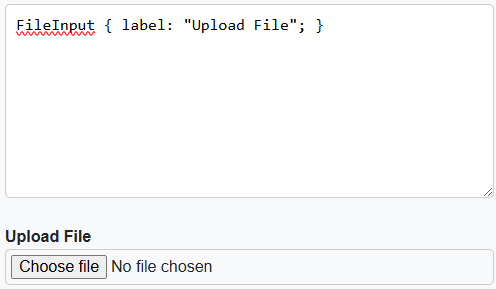 FileInput { label: "Upload File"; }
Upload File
Choose file No file chosen